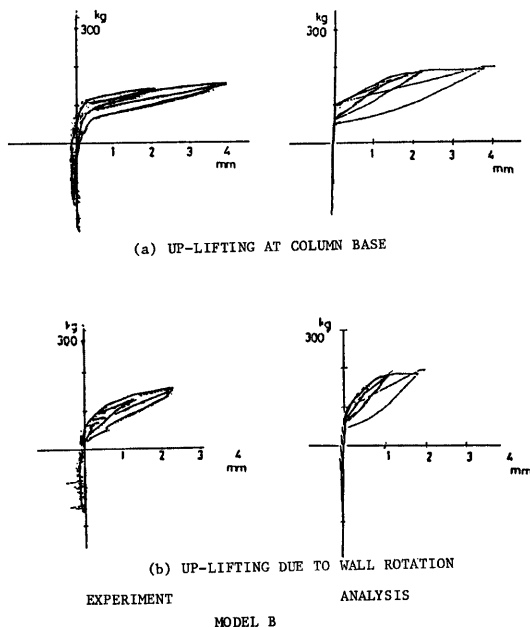 kg
300
1 2 3 4
mm
kg
300
1 2 3 4
mm
(a) UP-LIFTING AT COLUMN BASE
kg
300
1 2 3
mm
kg
300
1 2 3 4
mm
(b) UP-LIFTING DUE TO WALL ROTATION
EXPERIMENT ANALYSIS
MODEL B